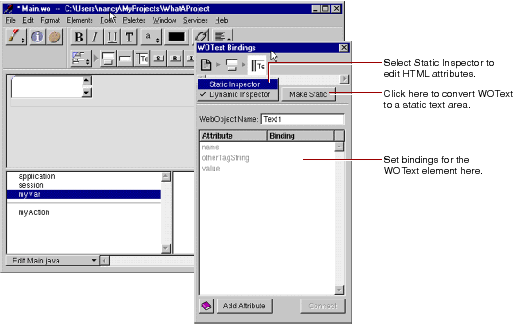 * Main.wo -- C:\Users\narcy\MyProjects\WhatAProject
File Edit Format Elements Tools Palettes Window Services Help
B I U T a
WOText Bindings
Static Inspector
Dynamic Inspector
Make Static
WebObject Name: Text1
Attribute Binding
name
otherTagString
value
Add Attribute
Connect
application
session
myVar
myAction
Edit Main.java
Select Static Inspector to
edit HTML attributes.
Click here to convert WOText
to a static text area.
Set bindings for the
WOText element here.